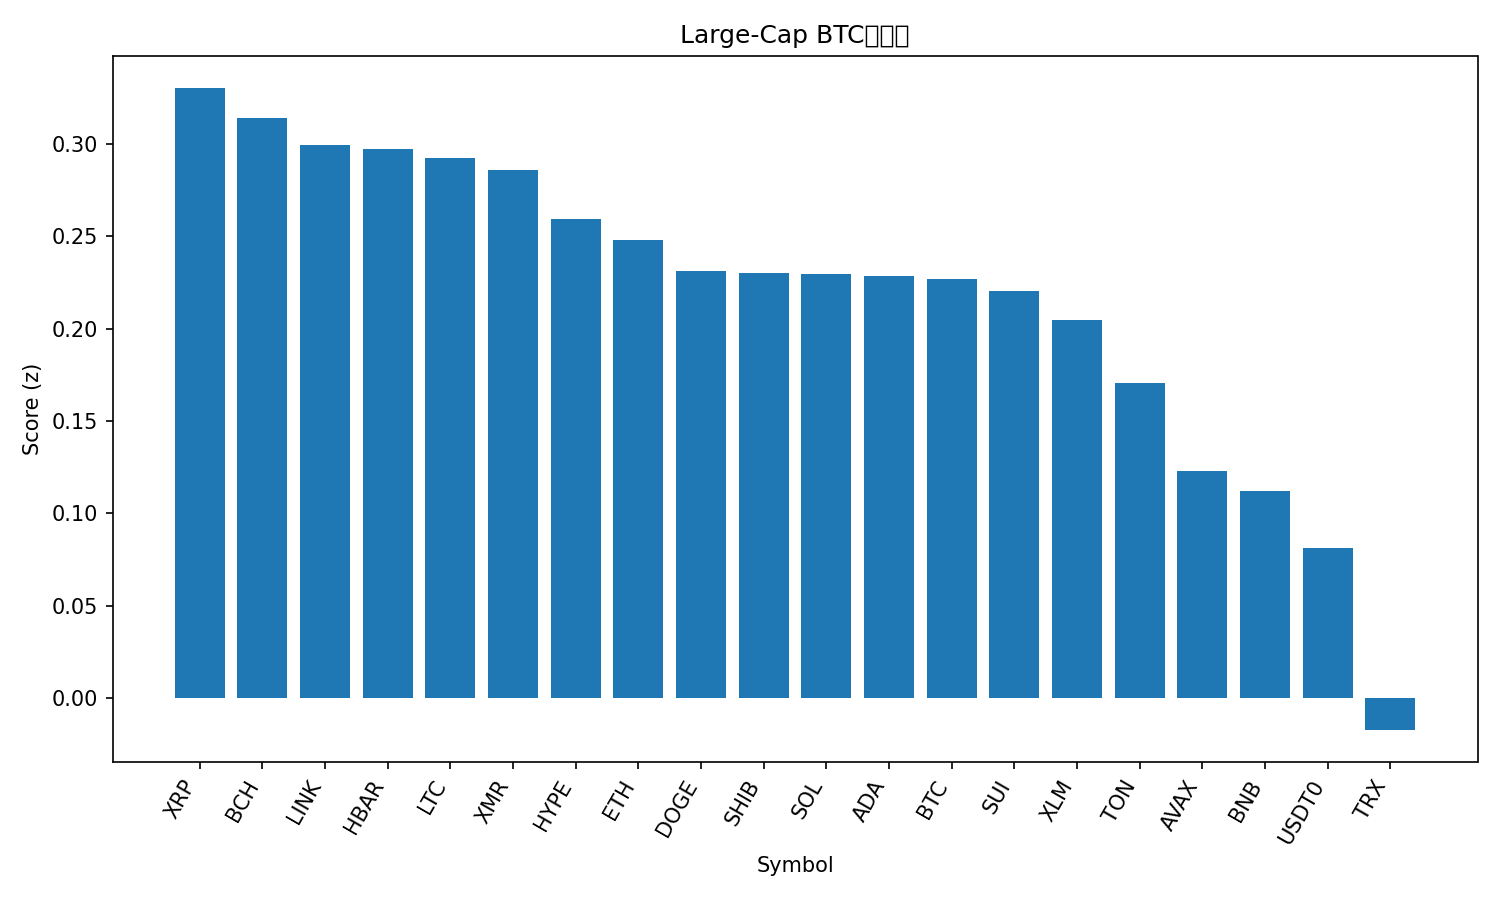 Large-Cap BTC
Score (z)
0.30
0.25
0.20
0.15
0.10
0.05
0.00
XRP
BCH
LINK
HBAR
LTC
XMR
HYPE
ETH
DOGE
SHIB
SOL
ADA
BTC
SUI
XLM
TON
AVAX
BNB
USDT0
TRX
Symbol